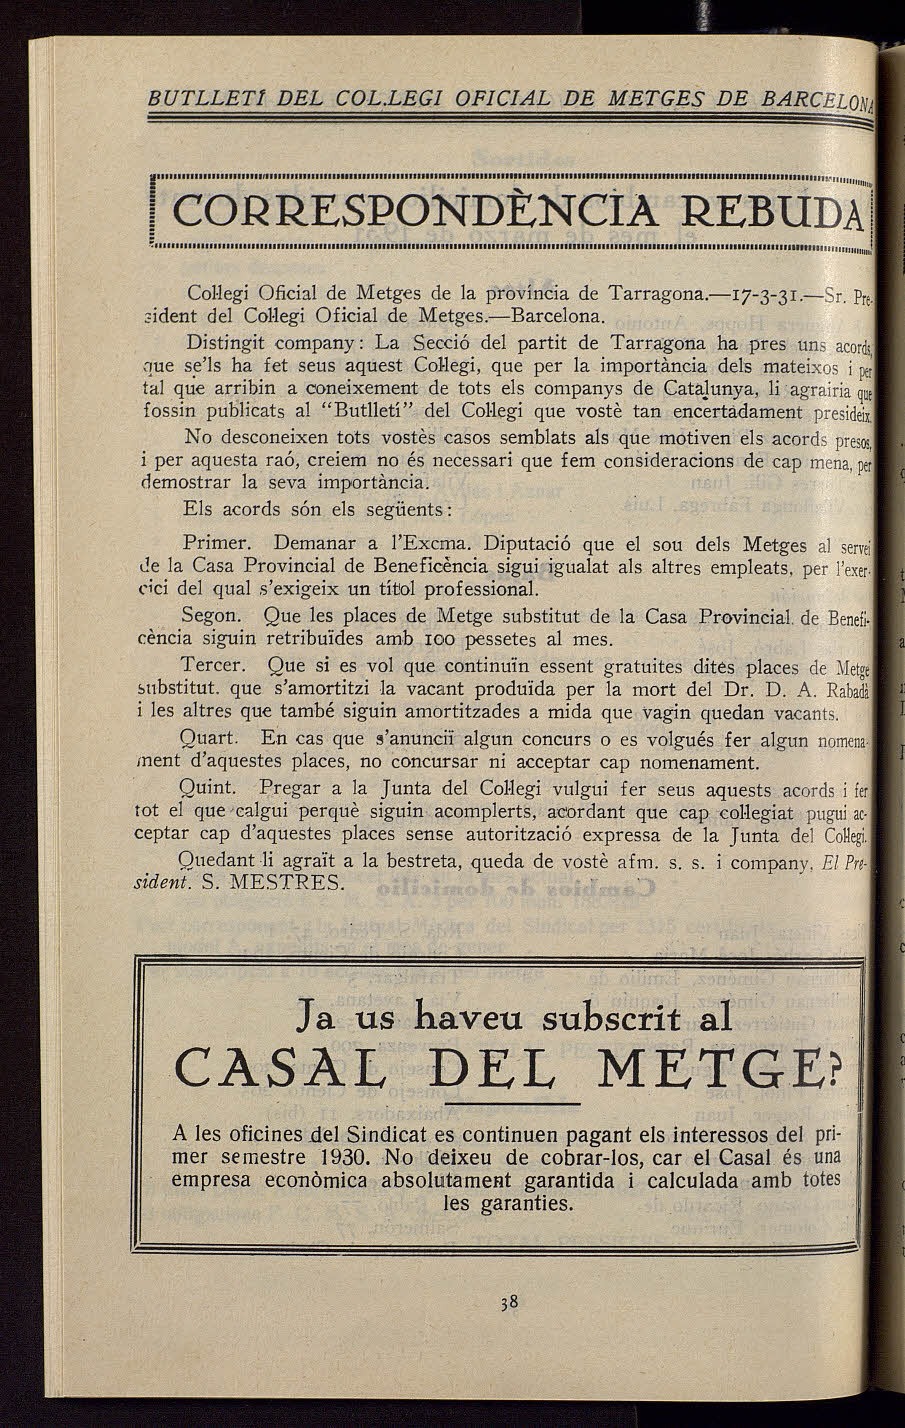 BUTLLETÍ DEL COL.LEGI OFICIAL DE METGES DE BARCELONA
CORRESPONDÈNCIA REBUDA
Col·legi Oficial de Metges de la província de Tarragona.—17-3-31.—Sr. Pre-
sident del Col·legi Oficial de Metges.—Barcelona.
Distingit company: La Secció del partit de Tarragona ha pres uns acords,
que se'ls ha fet seus aquest Col·legi, que per la importància dels mateixos i per
tal que arribin a coneixement de tots els companys de Catalunya, li agrairia que
fossin publicats al “Butlletí” del Col·legi que vostè tan encertadament presideix.
No desconeixen tots vostès casos semblats als que motiven els acords presos,
i per aquesta raó, creiem no és necessari que fem consideracions de cap mena, per
demostrar la seva importància.
Els acords són els següents:
Primer. Demanar a l'Excma. Diputació que el sou dels Metges al servei
de la Casa Provincial de Beneficència sigui igualat als altres empleats, per l'exer-
cici del qual s'exigeix un títol professional.
Segon. Que les places de Metge substitut de la Casa Provincial de Benefi-
cència siguin retribuïdes amb 100 pessetes al mes.
Tercer. Que si es vol que continuïn essent gratuites dites places de Metge
substitut. que s'amortitzi la vacant produïda per la mort del Dr. D. A. Rabadà
i les altres que també siguin amortitzades a mida que vagin quedan vacants.
Quart. En cas que s'anuncïi algun concurs o es volgués fer algun nomena-
ment d'aquestes places, no concursar ni acceptar cap nomenament.
Quint. Pregar a la Junta del Col·legi vulgui fer seus aquests acords i fer
tot el que calgui perquè siguin acomplerts, acordant que cap col·legiat pugui ac-
ceptar cap d'aquestes places sense autorització expressa de la Junta del Col·legi.
Quedant li agraït a la bestreta, queda de vostè afm. s. s. i company, El Pre-
sident. S. MESTRES.
Ja us haveu subscrit al
CASAL DEL METGE?
A les oficines del Sindicat es continuen pagant els interessos del pri-
mer semestre 1930. No deixeu de cobrar-los, car el Casal és una
empresa econòmica absolutament garantida i calculada amb totes
les garanties.
38